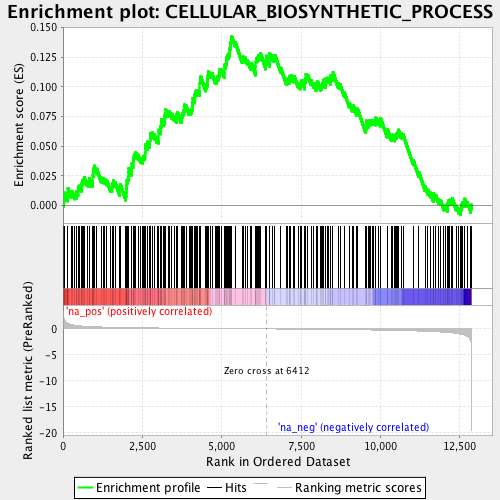 Enrichment plot: CELLULAR_BIOSYNTHETIC_PROCESS
Enrichment score (ES)
0.150
0.125
0.100
0.075
0.050
0.025
0.000
'na_pos' (positively correlated)
Ranked list metric (PreRanked)
0
-5
-10
-15
-20
Zero cross at 6412
'na_neg' (negatively correlated)
0
2,500
5,000
7,500
10,000
12,500
Rank in Ordered Dataset
Enrichment profile
Hits
Ranking metric scores